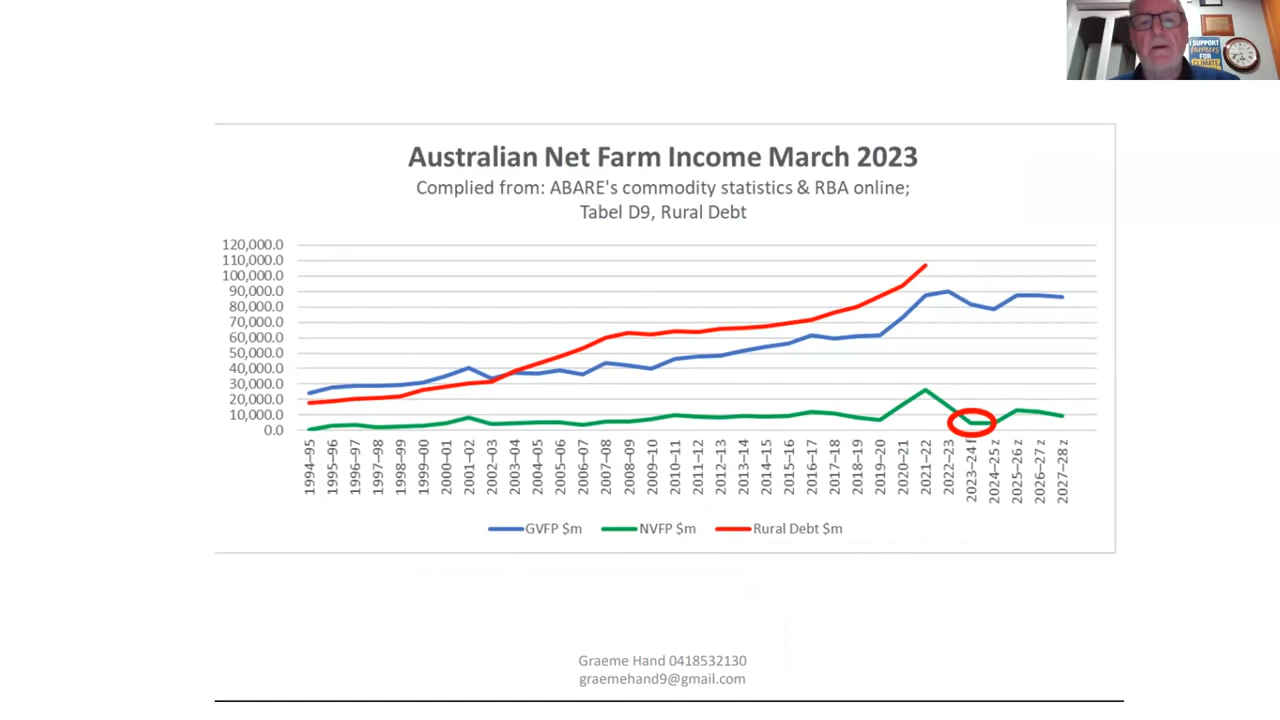 I SUPPORT
farmers
FOR
CLIMATE
Australian Net Farm Income March 2023
Complied from: ABARE's commodity statistics & RBA online;
Tabel D9, Rural Debt
120,000.0
110,000.0
100,000.0
90,000.0
80,000.0
70,000.0
60,000.0
50,000.0
40,000.0
30,000.0
20,000.0
10,000.0
0.0
1994–95
1995–96
1996–97
1997–98
1998–99
1999–00
2000–01
2001–02
2002–03
2003–04
2004–05
2005–06
2006–07
2007–08
2008–09
2009–10
2010–11
2011–12
2012–13
2013–14
2014–15
2015–16
2016–17
2017–18
2018–19
2019–20
2020–21
2021–22
2022–23
2023–24 f
2024–25 z
2025–26 z
2026–27 z
2027–28 z
GVFP $m
NVFP $m
Rural Debt $m
Graeme Hand 0418532130
graemehand9@gmail.com